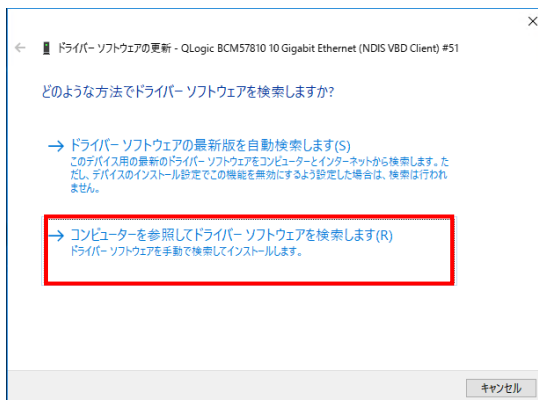 ドライバー ソフトウェアの更新 - QLogic BCM57810 10 Gigabit Ethernet (NDIS VBD Client) #51
どのような方法でドライバー ソフトウェアを検索しますか?
ドライバー ソフトウェアの最新版を自動検索します(S)
このデバイス用の最新のドライバー ソフトウェアをコンピューターとインターネットから検索します。た
だし、デバイスのインストール設定でこの機能を無効にするよう設定した場合は、検索は行われ
ません。
コンピューターを参照してドライバー ソフトウェアを検索します(R)
ドライバー ソフトウェアを手動で検索してインストールします。
キャンセル